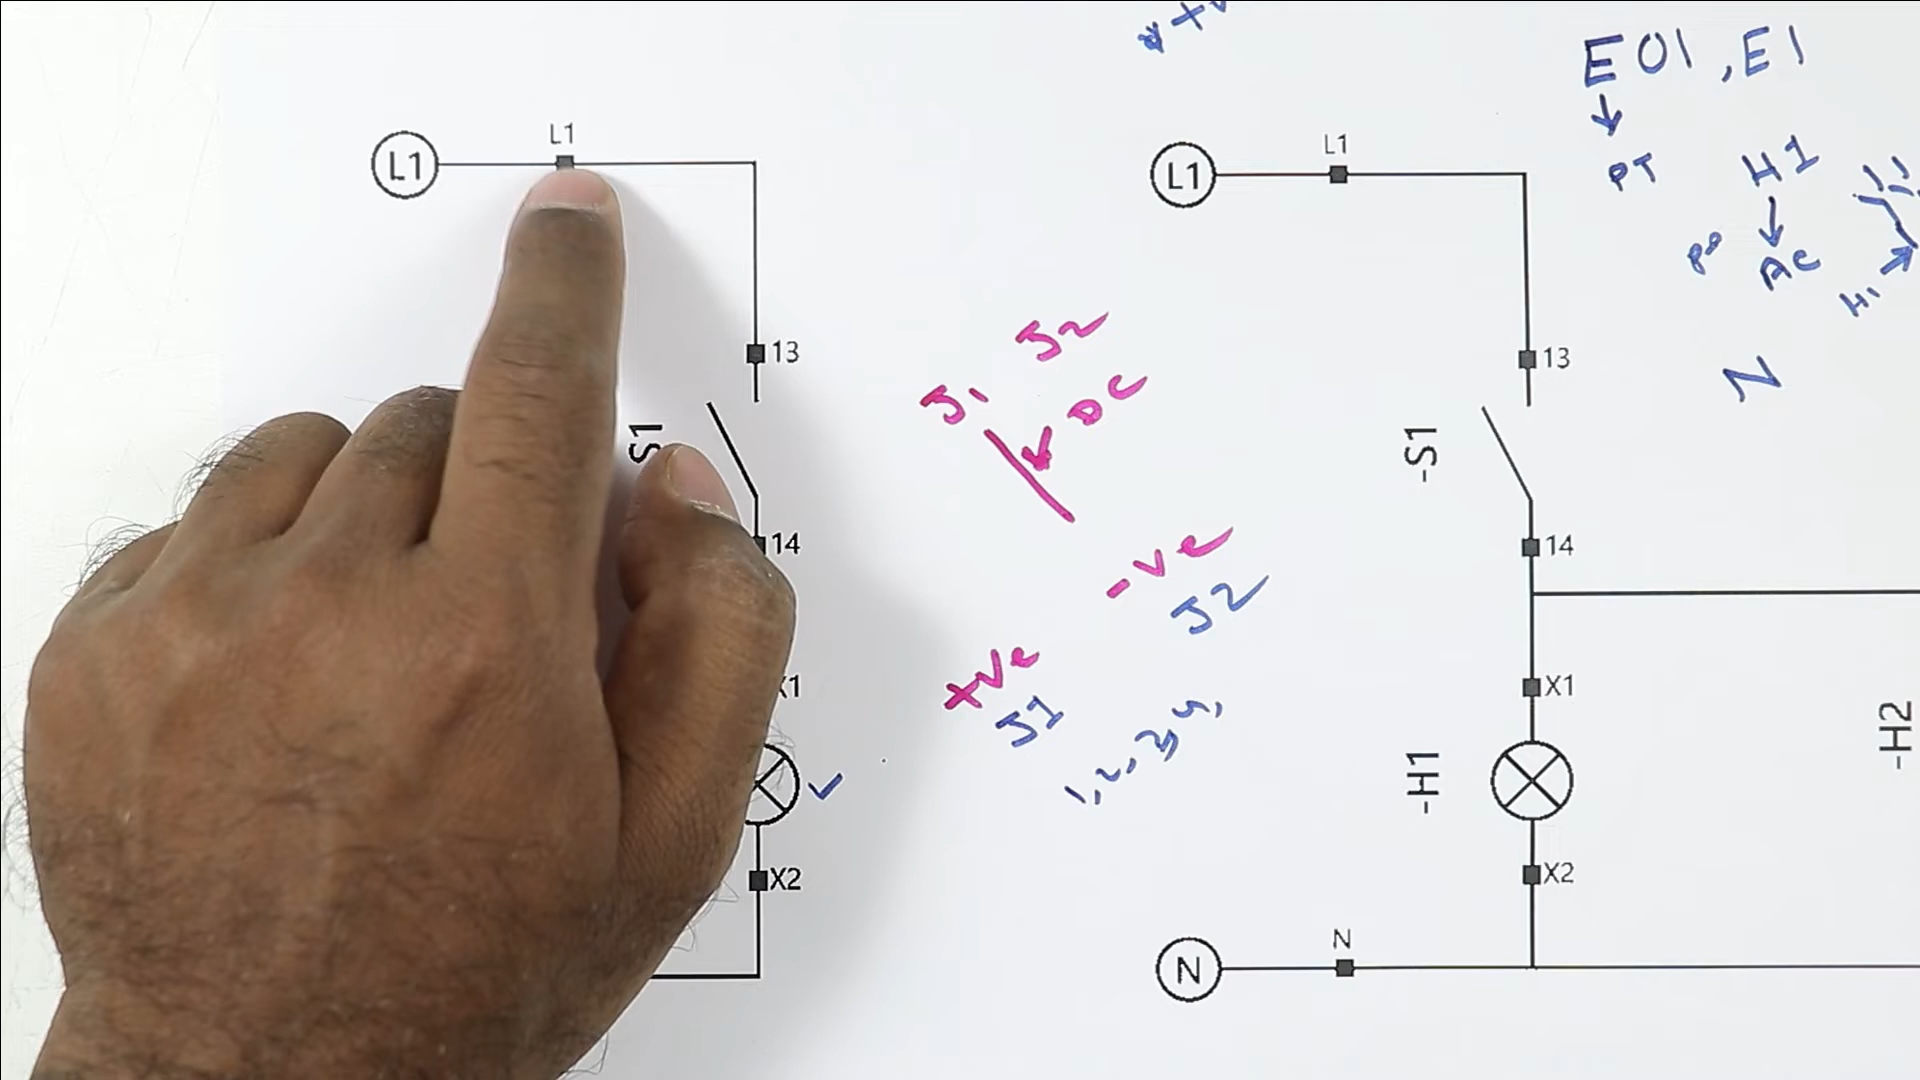 E01, E1
L1
L1
L1
L1
PT
H1
AC
H1
N
13
13
J1
J2
DC
S1
-S1
14
14
-ve
J2
X1
X1
+ve
J1
1, 2, 3,
-H1
-H2
X2
X2
N
N